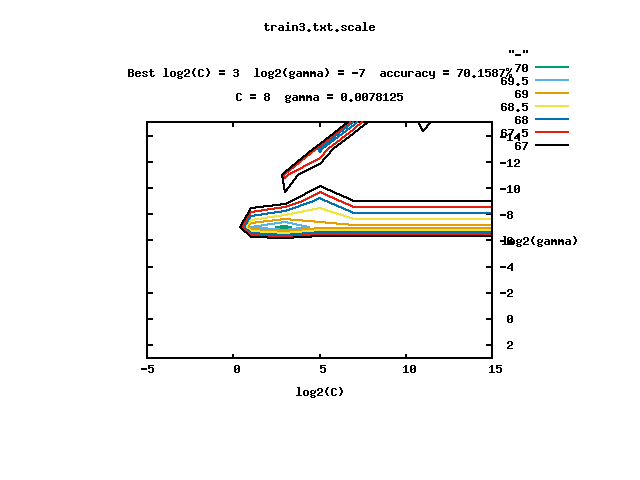 train3.txt.scale
"-"
Best log2(C) = 3  log2(gamma) = -7  accuracy = 70.1587%
70
69.5
C = 8  gamma = 0.0078125
69
68.5
68
67.5
67
-14
-12
-10
-8
-6
log2(gamma)
-4
-2
0
2
-5 0 5 10 15
log2(C)